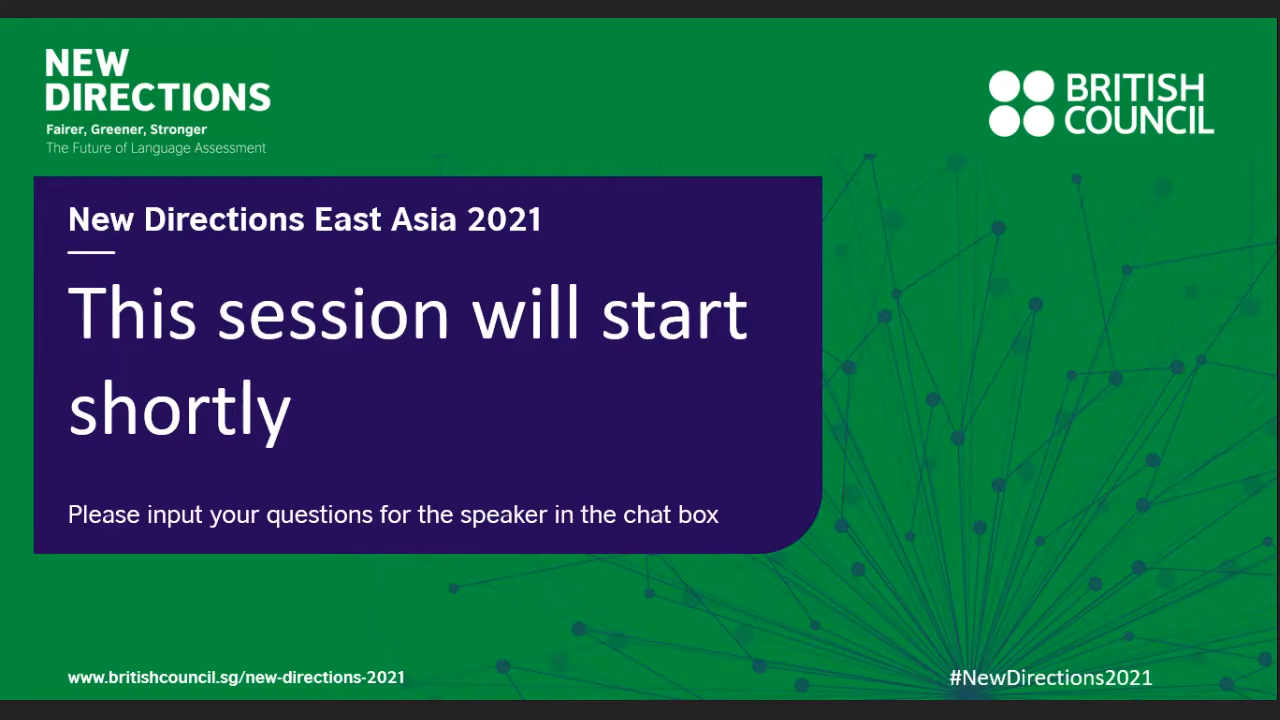 NEW
DIRECTIONS
Fairer, Greener, Stronger
The Future of Language Assessment
BRITISH
COUNCIL
New Directions East Asia 2021
This session will start
shortly
Please input your questions for the speaker in the chat box
www.britishcouncil.sg/new-directions-2021
#NewDirections2021